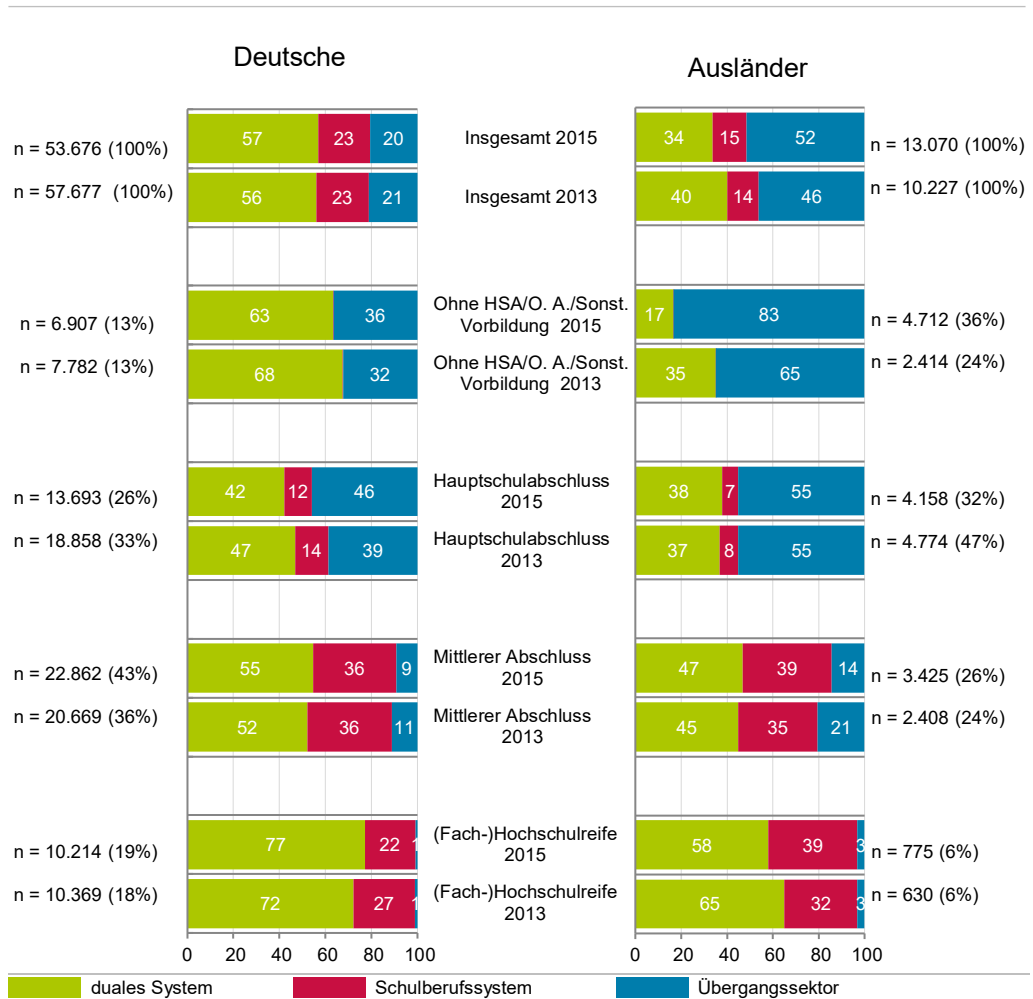 Deutsche
Ausländer
n = 53.676 (100%)
57 23 20
Insgesamt 2015
34 15 52
n = 13.070 (100%)
n = 57.677 (100%)
56 23 21
Insgesamt 2013
40 14 46
n = 10.227 (100%)
n = 6.907 (13%)
63 36
Ohne HSA/O. A./Sonst.
Vorbildung 2015
17 83
n = 4.712 (36%)
n = 7.782 (13%)
68 32
Ohne HSA/O. A./Sonst.
Vorbildung 2013
35 65
n = 2.414 (24%)
n = 13.693 (26%)
42 12 46
Hauptschulabschluss
2015
38 7 55
n = 4.158 (32%)
n = 18.858 (33%)
47 14 39
Hauptschulabschluss
2013
37 8 55
n = 4.774 (47%)
n = 22.862 (43%)
55 36 9
Mittlerer Abschluss
2015
47 39 14
n = 3.425 (26%)
n = 20.669 (36%)
52 36 11
Mittlerer Abschluss
2013
45 35 21
n = 2.408 (24%)
n = 10.214 (19%)
77 22 1
(Fach-)Hochschulreife
2015
58 39 3
n = 775 (6%)
n = 10.369 (18%)
72 27 1
(Fach-)Hochschulreife
2013
65 32 3
n = 630 (6%)
0 20 40 60 80 100
0 20 40 60 80 100
duales System
Schulberufssystem
Übergangssektor